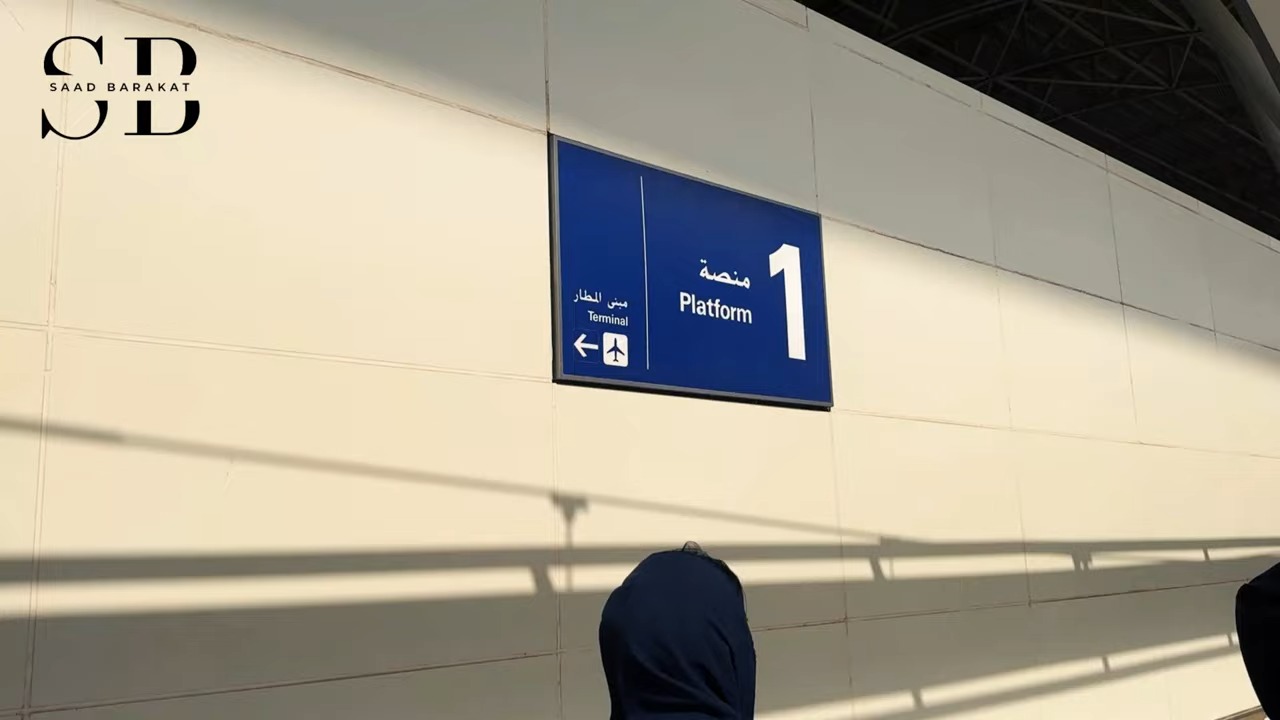 SB
SAAD BARAKAT
منصة
Platform
1
مبنى المطار
Terminal